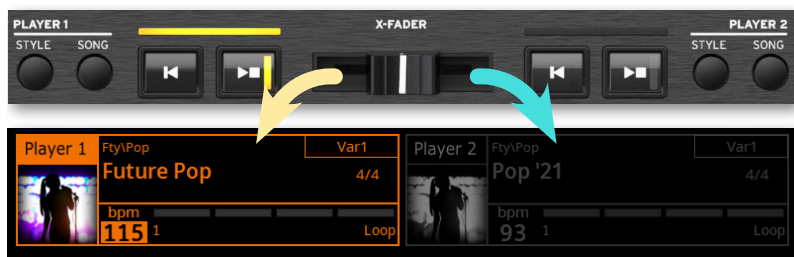 PLAYER 1
X-FADER
PLAYER 2
STYLE
SONG
STYLE
SONG
Player 1
Fty\Pop
Var1
Future Pop
4/4
bpm
115
1
Loop
Player 2
Fty\Pop
Var1
Pop '21
4/4
bpm
93
1
Loop